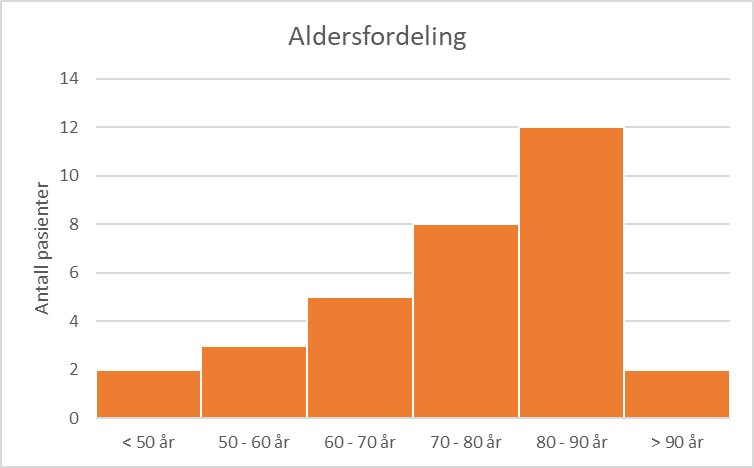 Aldersfordeling
Antall pasienter
14
12
10
8
6
4
2
0
< 50 år
50 - 60 år
60 - 70 år
70 - 80 år
80 - 90 år
> 90 år